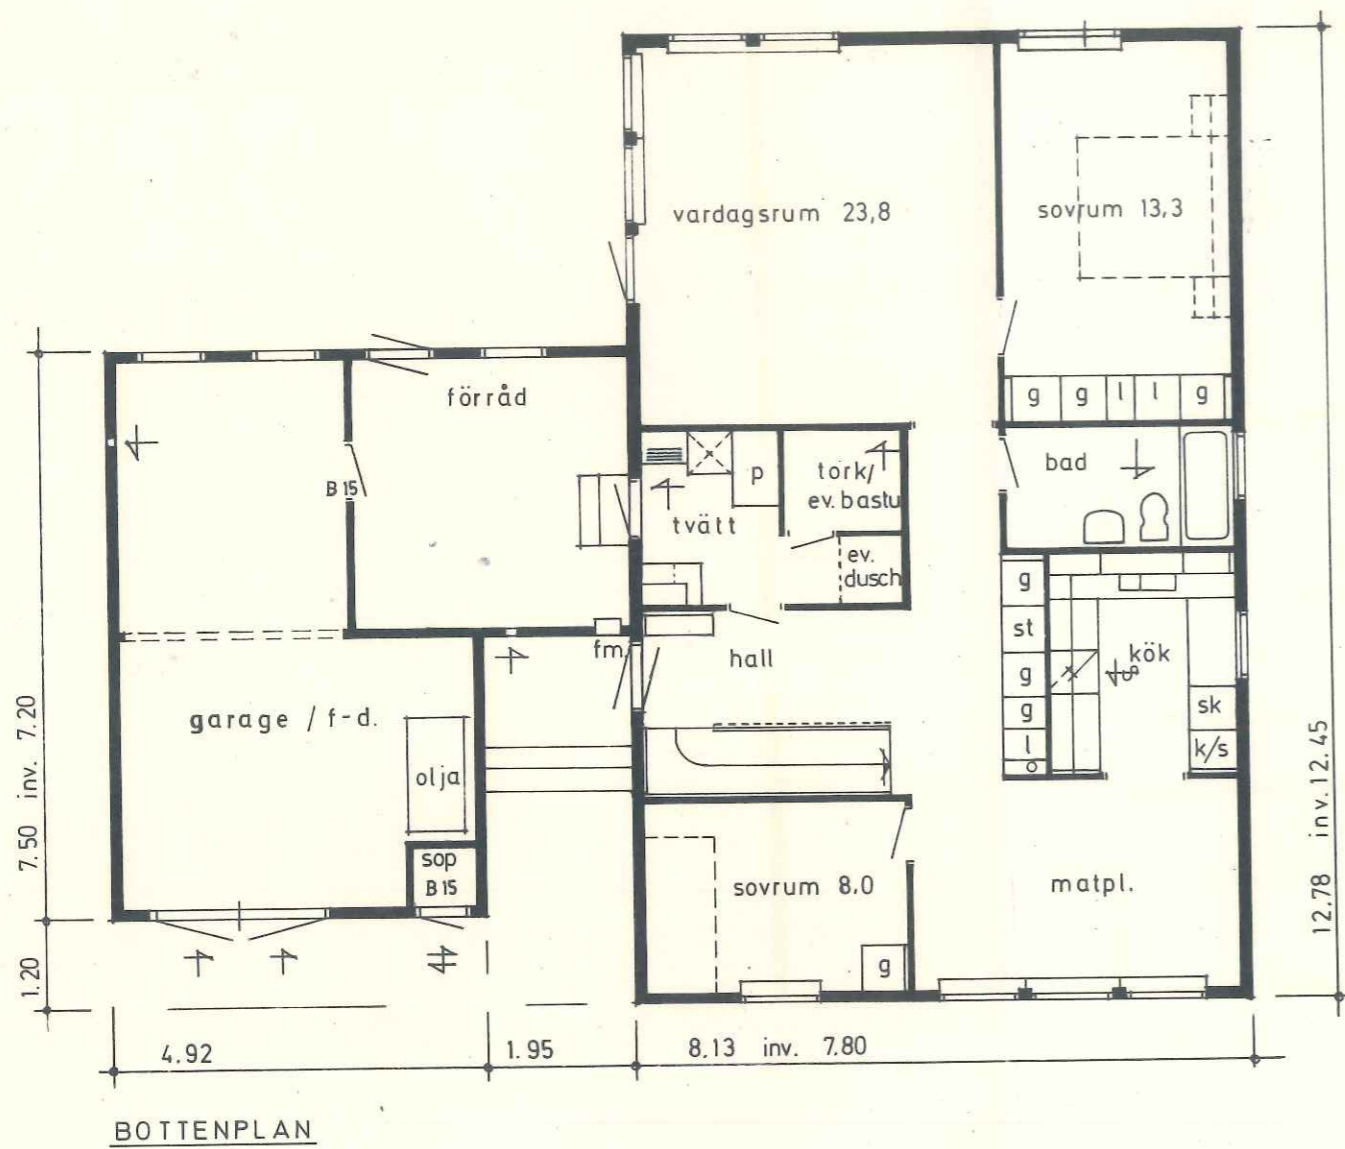 vardagsrum 23,8
sovrum 13,3
g g l l g
förråd
B 15
p
tork/
ev. bastu
tvätt
ev.
dusch
bad
g
st
g
g
l
kök
sk
k/s
fm.
hall
garage / f-d.
olja
sop
B 15
sovrum 8,0
g
matpl.
7.50 inv. 7.20
1.20
12.78 inv. 12.45
4.92
1.95
8.13 inv. 7.80
BOTTENPLAN